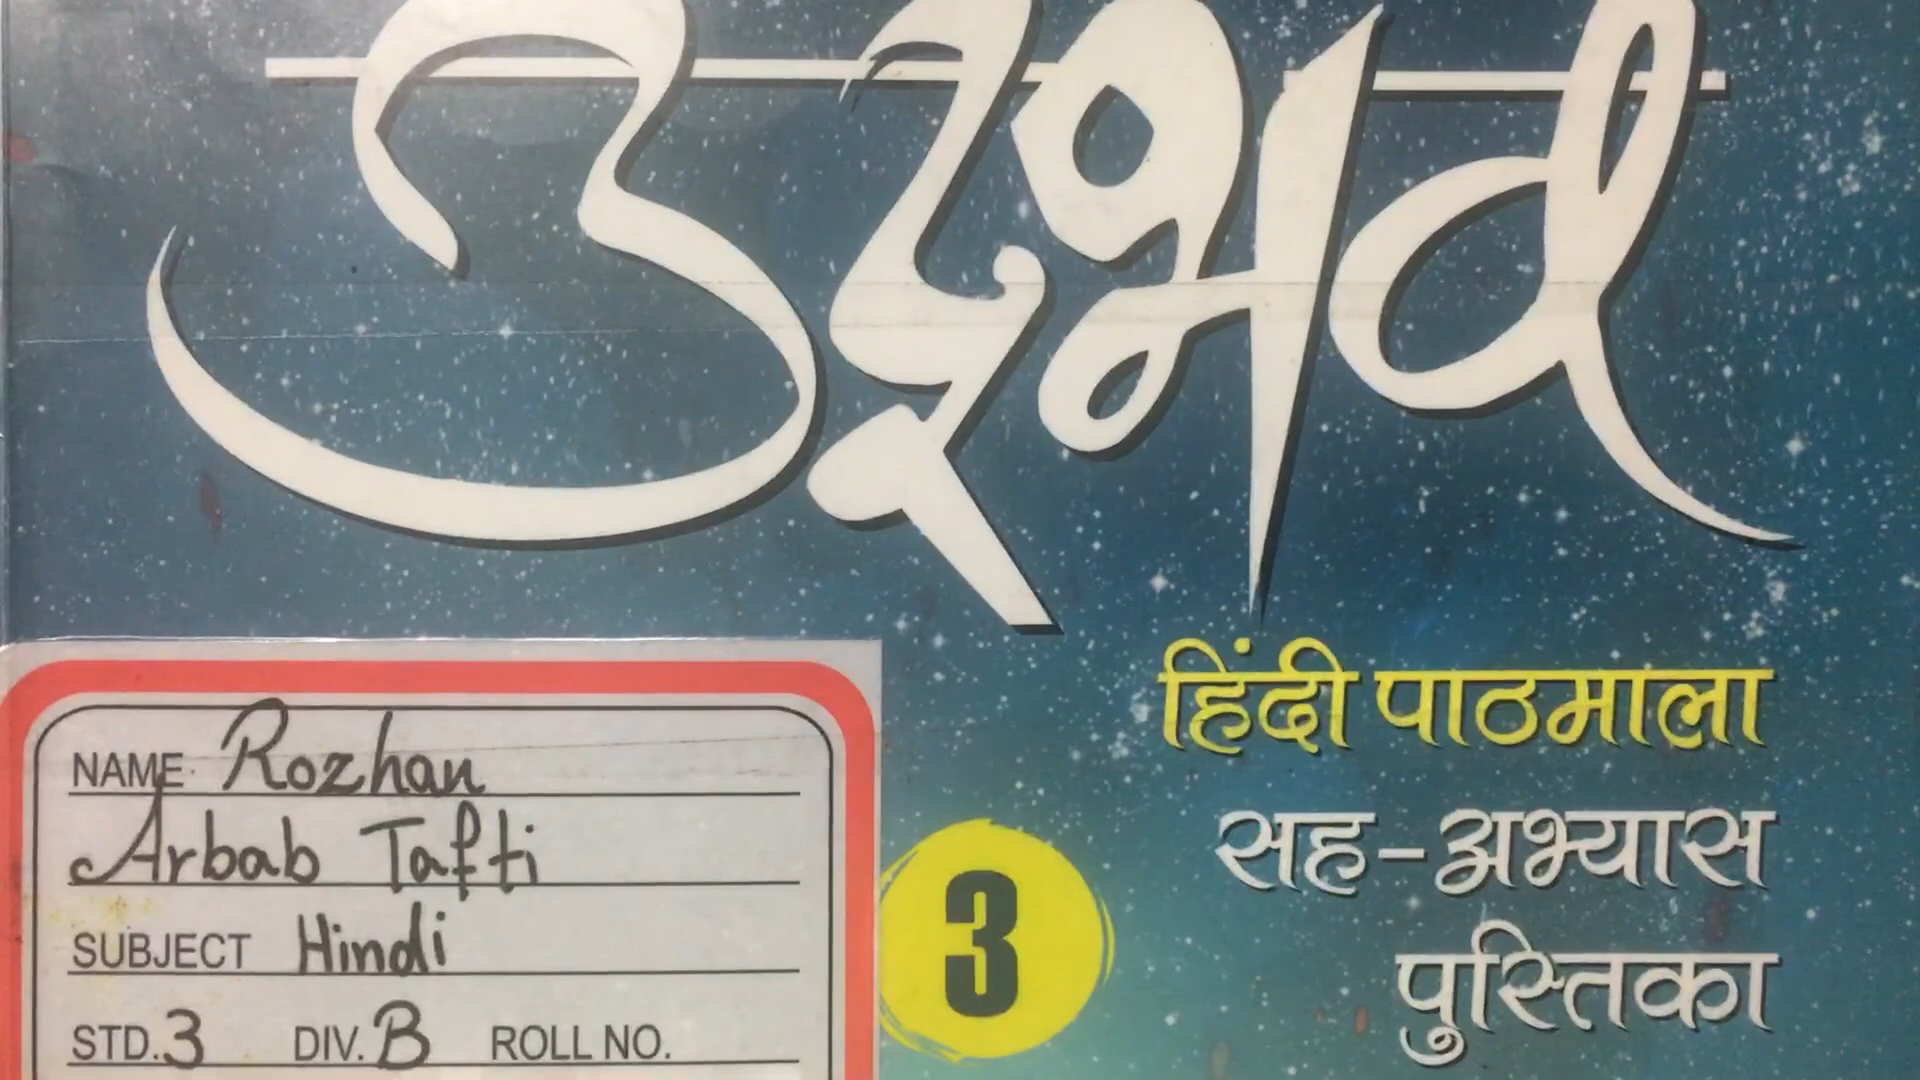 उद्भव
हिंदी पाठमाला
सह-अभ्यास
पुस्तिका
3
NAME Rozhan
Arbab Tafti
SUBJECT Hindi
STD.3 DIV.B ROLL NO.